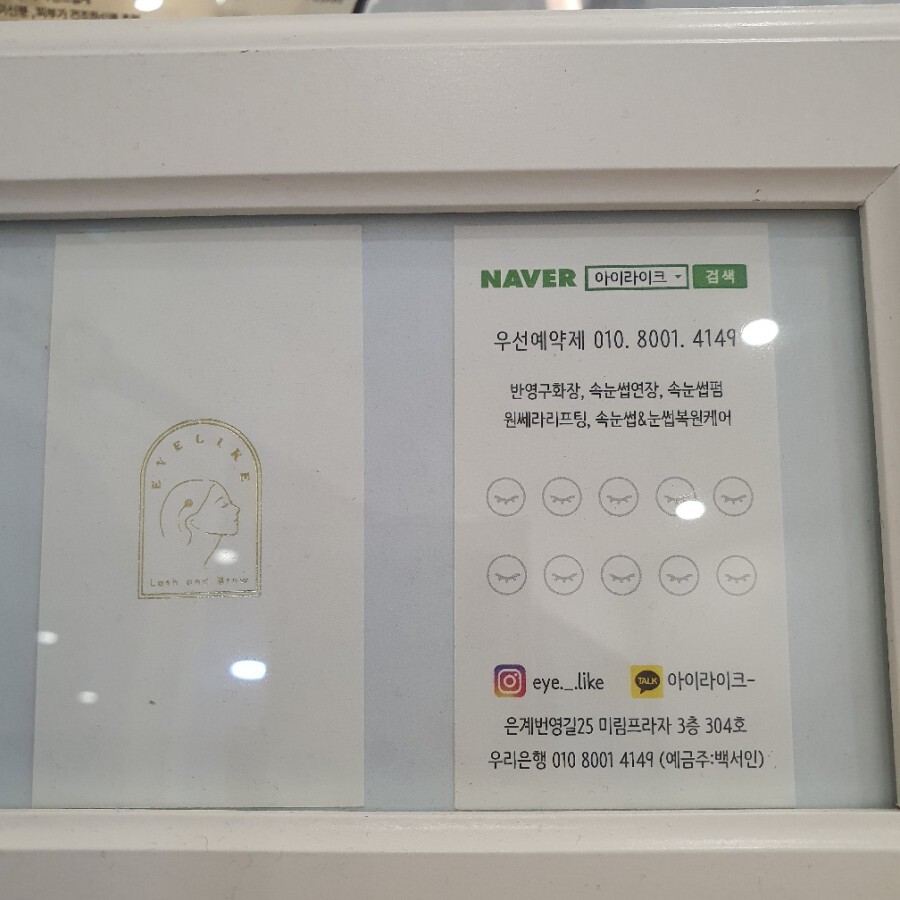 EYELIKE
Lash and Brow
NAVER 아이라이크 검색
우선예약제 010. 8001. 4149
반영구화장, 속눈썹연장, 속눈썹펌
원쎄라리프팅, 속눈썹&눈썹복원케어
eye._.like TALK 아이라이크-
은계번영길25 미림프라자 3층 304호
우리은행 010 8001 4149 (예금주:백서인)